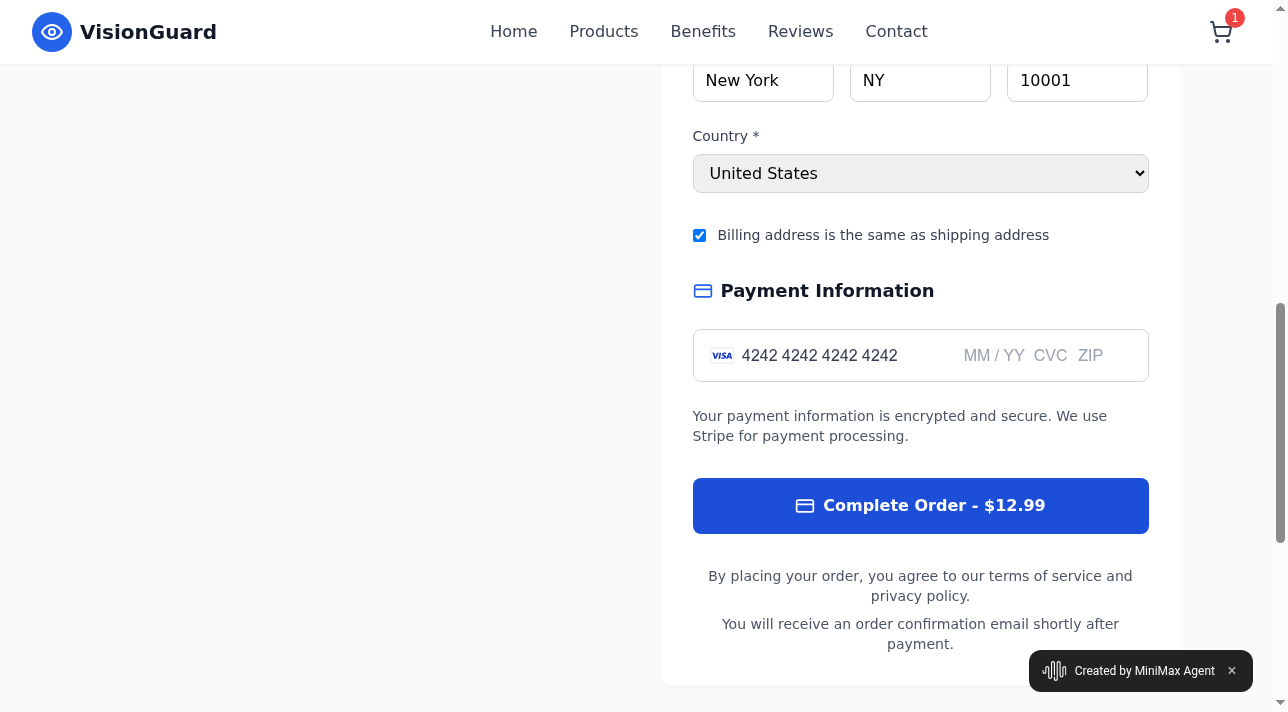 VisionGuard
Home Products Benefits Reviews Contact
1
New York NY 10001
Country *
United States
Billing address is the same as shipping address
Payment Information
VISA 4242 4242 4242 4242 MM / YY CVC ZIP
Your payment information is encrypted and secure. We use
Stripe for payment processing.
Complete Order - $12.99
By placing your order, you agree to our terms of service and
privacy policy.
You will receive an order confirmation email shortly after
payment.
Created by MiniMax Agent ×